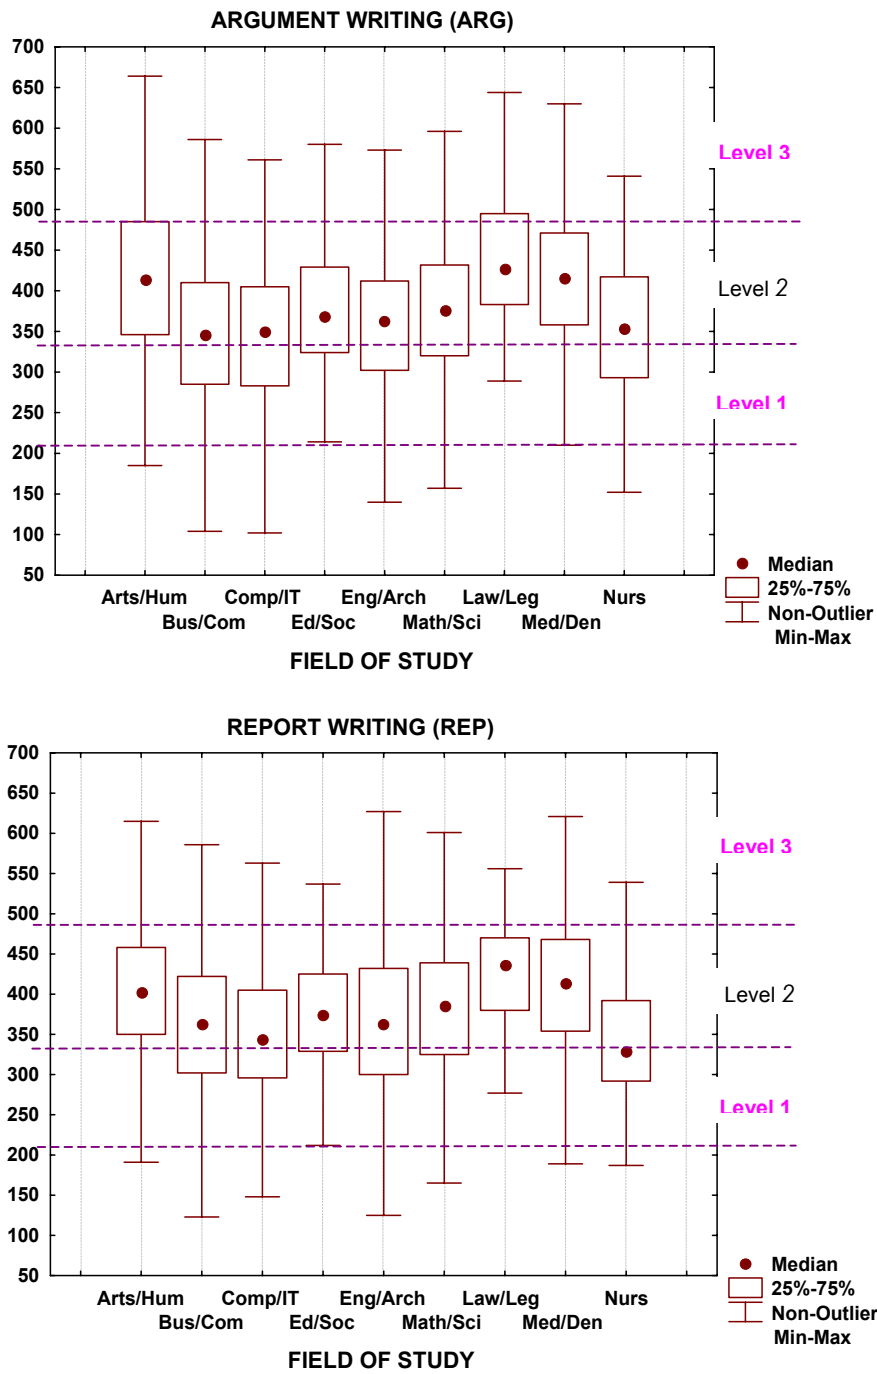 ARGUMENT WRITING (ARG)
700
650
600
550
500
450
400
350
300
250
200
150
100
50
Level 3
Level 2
Level 1
Arts/Hum Comp/IT Eng/Arch Law/Leg Nurs
Bus/Com Ed/Soc Math/Sci Med/Den
FIELD OF STUDY
Median
25%-75%
Non-Outlier
Min-Max
REPORT WRITING (REP)
700
650
600
550
500
450
400
350
300
250
200
150
100
50
Level 3
Level 2
Level 1
Arts/Hum Comp/IT Eng/Arch Law/Leg Nurs
Bus/Com Ed/Soc Math/Sci Med/Den
FIELD OF STUDY
Median
25%-75%
Non-Outlier
Min-Max